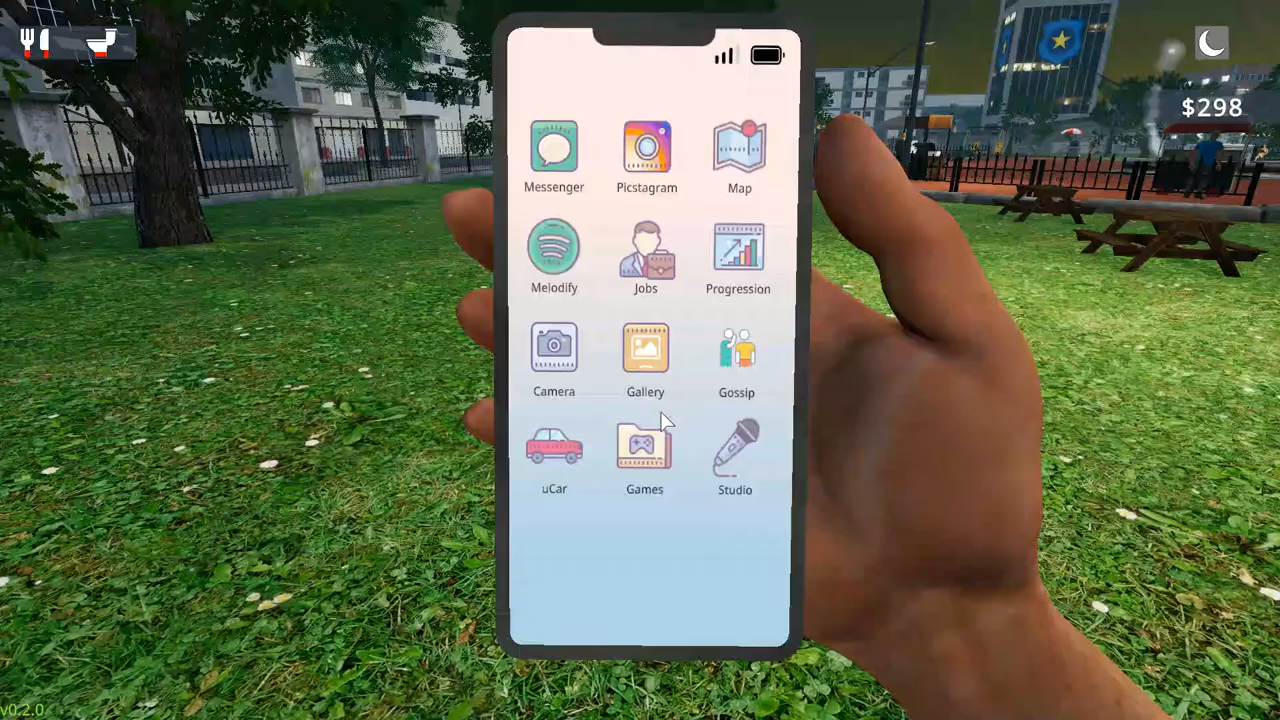 $298
Messenger
Picstagram
Map
Melodify
Jobs
Progression
Camera
Gallery
Gossip
uCar
Games
Studio
v0.2.0